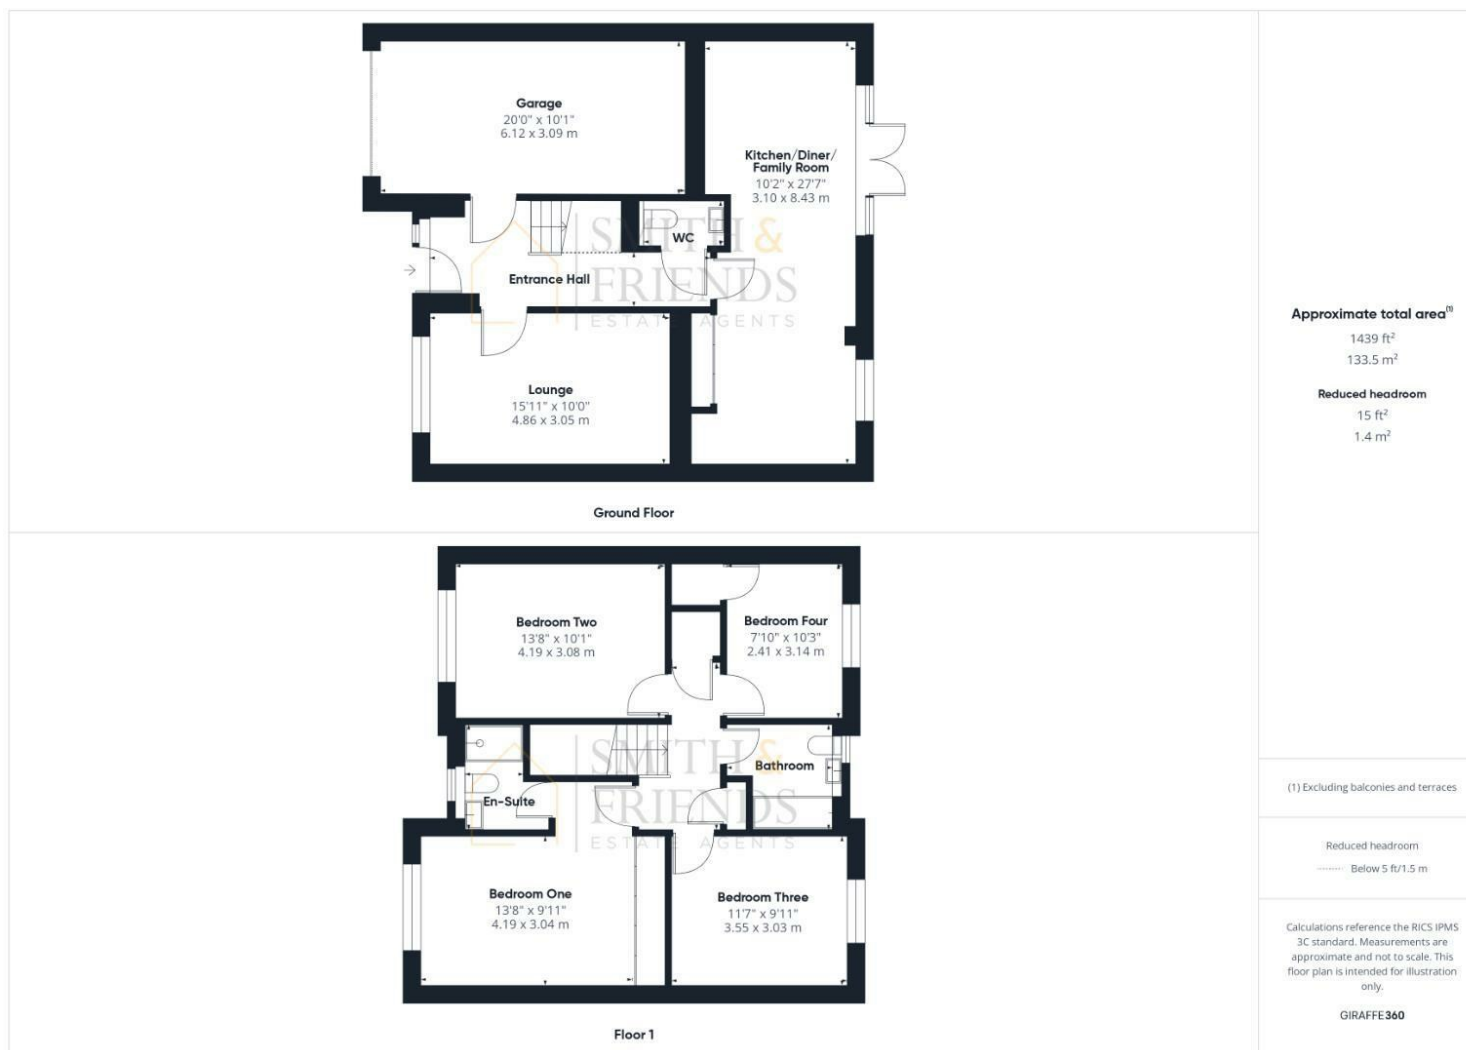 Garage
20'0" x 10'1"
6.12 x 3.09 m
Kitchen/Diner/
Family Room
10'2" x 27'7"
3.10 x 8.43 m
WC
Entrance Hall
SMITH &
FRIENDS
ESTATE AGENTS
Lounge
15'11" x 10'0"
4.86 x 3.05 m
Ground Floor
Bedroom Two
13'8" x 10'1"
4.19 x 3.08 m
Bedroom Four
7'10" x 10'3"
2.41 x 3.14 m
SMITH &
FRIENDS
ESTATE AGENTS
Bathroom
En-Suite
Bedroom One
13'8" x 9'11"
4.19 x 3.04 m
Bedroom Three
11'7" x 9'11"
3.55 x 3.03 m
Floor 1
Approximate total area(1)
1439 ft²
133.5 m²
Reduced headroom
15 ft²
1.4 m²
(1) Excluding balconies and terraces
Reduced headroom
Below 5 ft/1.5 m
Calculations reference the RICS IPMS
3C standard. Measurements are
approximate and not to scale. This
floor plan is intended for illustration
only.
GIRAFFE360